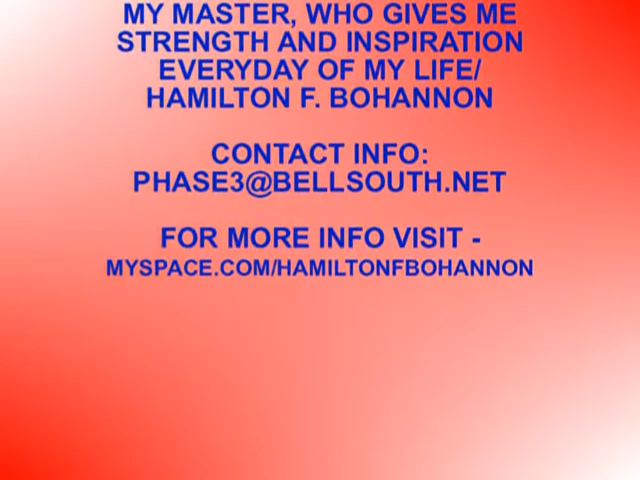 MY MASTER, WHO GIVES ME
STRENGTH AND INSPIRATION
EVERYDAY OF MY LIFE/
HAMILTON F. BOHANNON
CONTACT INFO:
PHASE3@BELLSOUTH.NET
FOR MORE INFO VISIT -
MYSPACE.COM/HAMILTONFBOHANNON